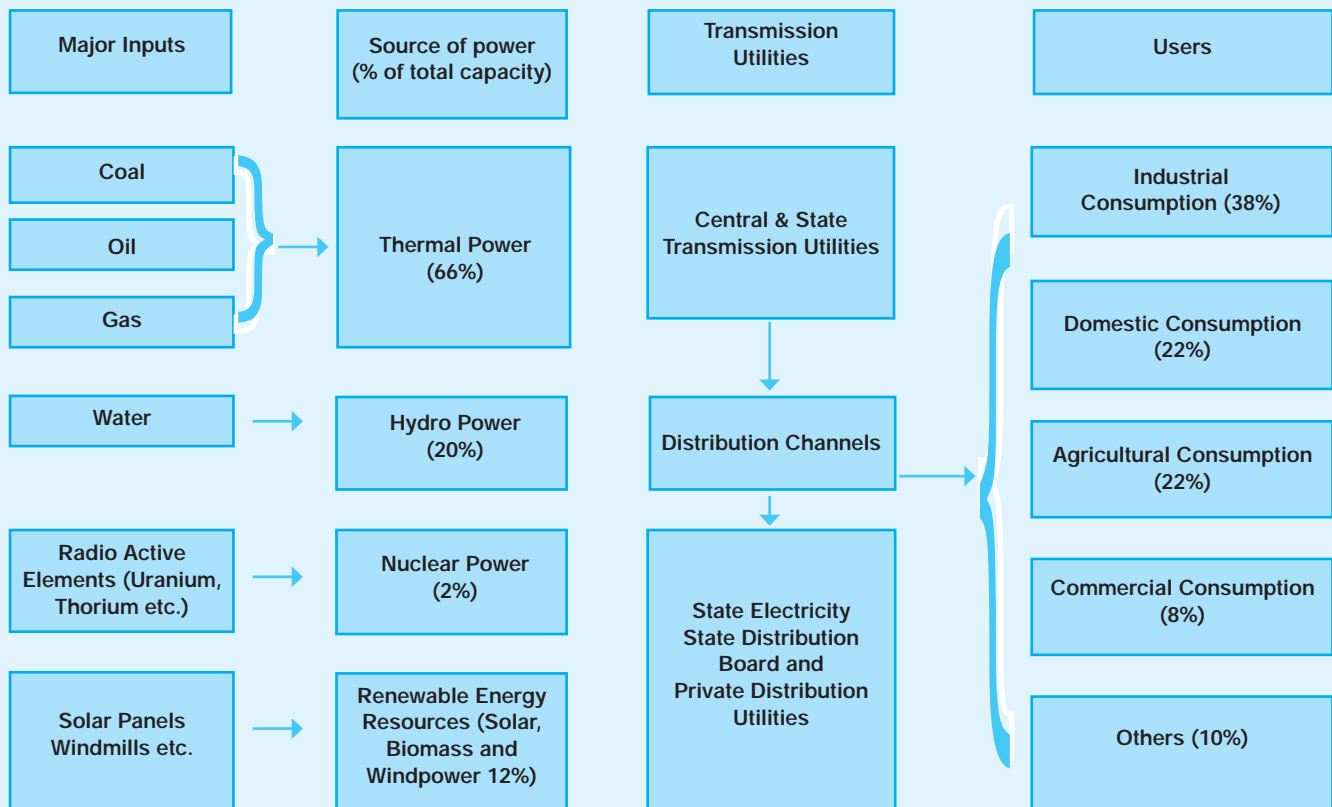 Major Inputs
Source of power
(% of total capacity)
Transmission
Utilities
Users
Coal
Oil
Gas
Thermal Power
(66%)
Central & State
Transmission Utilities
Industrial
Consumption (38%)
Domestic Consumption
(22%)
Water
Hydro Power
(20%)
Distribution Channels
Agricultural Consumption
(22%)
Radio Active
Elements (Uranium,
Thorium etc.)
Nuclear Power
(2%)
State Electricity
State Distribution
Board and
Private Distribution
Utilities
Commercial Consumption
(8%)
Solar Panels
Windmills etc.
Renewable Energy
Resources (Solar,
Biomass and
Windpower 12%)
Others (10%)